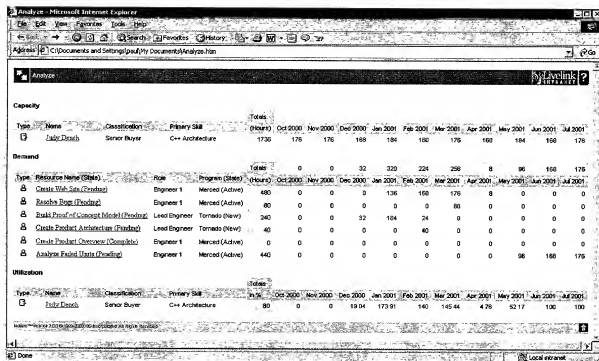 Analyze - Microsoft Internet Explorer
File Edit View Favorites Tools Help
Back Search Favorites History
Address C:\Documents and Settings\paul\My Documents\Analyze.htm Go
Analyze Livelink ?
Capacity
Totals
Type Name Classification Primary Skill (Hours) Oct 2000 Nov 2000 Dec 2000 Jan 2001 Feb 2001 Mar 2001 Apr 2001 May 2001 Jun 2001 Jul 2001
Judy Dench Senior Buyer C++ Architecture 1736 176 176 168 184 160 176 168 184 168 176
Demand
Totals 0 0 32 320 224 256 8 96 168 176
Type Resource Name (State) Role Program (State) (Hours) Oct 2000 Nov 2000 Dec 2000 Jan 2001 Feb 2001 Mar 2001 Apr 2001 May 2001 Jun 2001 Jul 2001
Create Web Site (Pending) Engineer 1 Merced (Active) 480 0 0 0 136 160 176 8 0 0 0
Resolve Bugs (Pending) Engineer 1 Merced (Active) 80 0 0 0 0 0 80 0 0 0 0
Build Proof of Concept Model (Pending) Lead Engineer Tornado (New) 240 0 0 32 184 24 0 0 0 0 0
Create Product Architecture (Pending) Lead Engineer Tornado (New) 40 0 0 0 0 40 0 0 0 0 0
Create Product Overview (Complete) Engineer 1 Merced (Active) 0 0 0 0 0 0 0 0 0 0 0
Analyze Failed Units (Pending) Engineer 1 Merced (Active) 440 0 0 0 0 0 0 0 96 168 176
Utilization
Totals
Type Name Classification Primary Skill in % Oct 2000 Nov 2000 Dec 2000 Jan 2001 Feb 2001 Mar 2001 Apr 2001 May 2001 Jun 2001 Jul 2001
Judy Dench Senior Buyer C++ Architecture 80 0 0 19.04 173.91 140 145.44 4.76 52.17 100 100
Done Local intranet